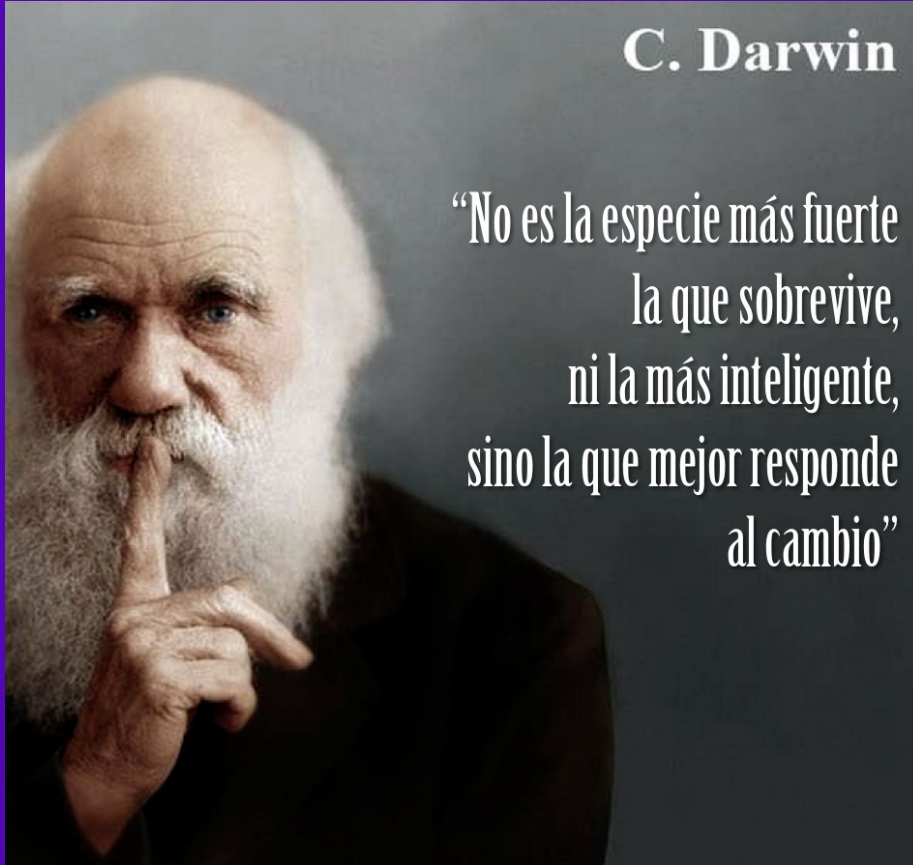 C. Darwin
“No es la especie más fuerte
la que sobrevive,
ni la más inteligente,
sino la que mejor responde
al cambio”